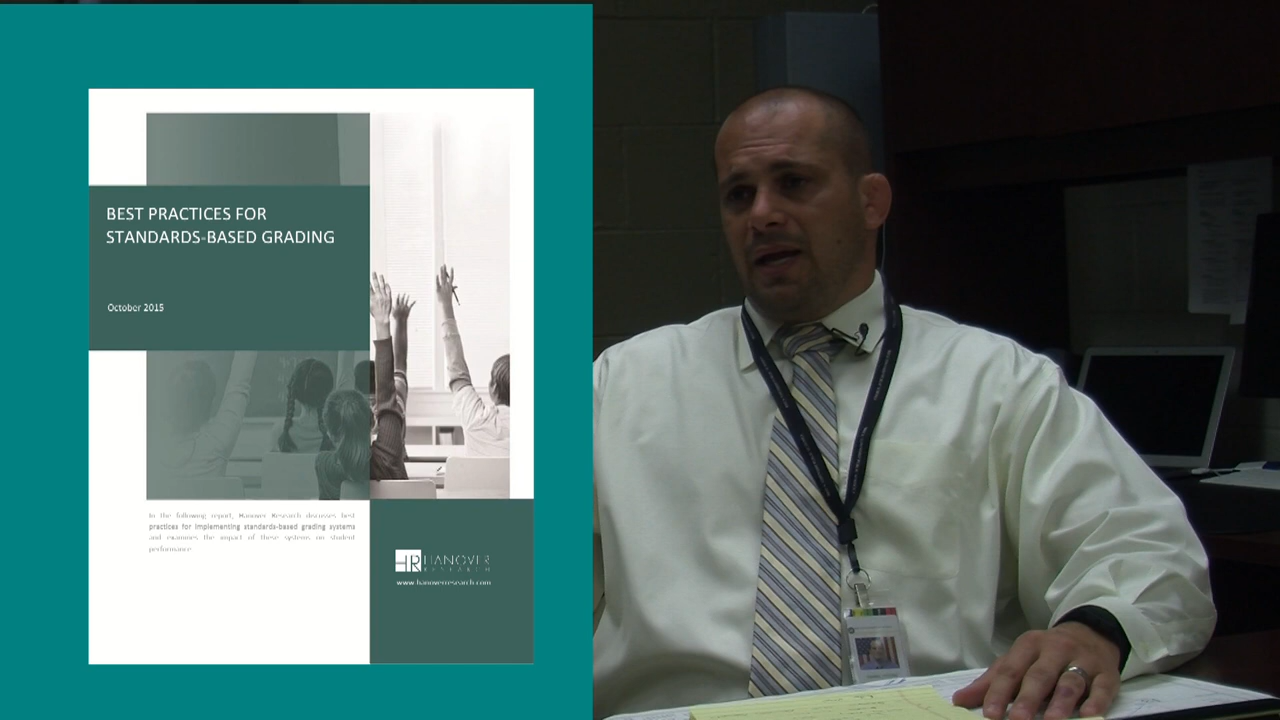 BEST PRACTICES FOR
STANDARDS-BASED GRADING
October 2015
In the following report, Hanover Research discusses best
practices for implementing standards-based grading systems
and examines the impact of these systems on student
performance.
HR HANOVER
RESEARCH
www.hanoverresearch.com